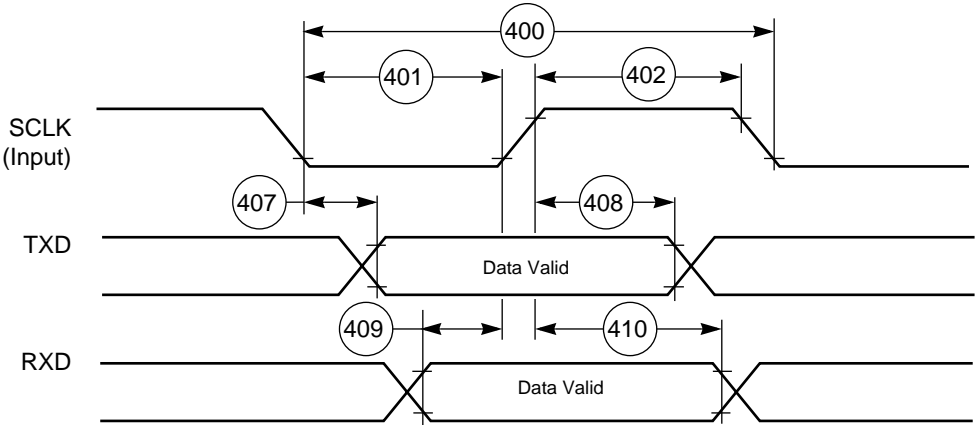 400
401
402
SCLK
(Input)
407
408
TXD
Data Valid
409
410
RXD
Data Valid